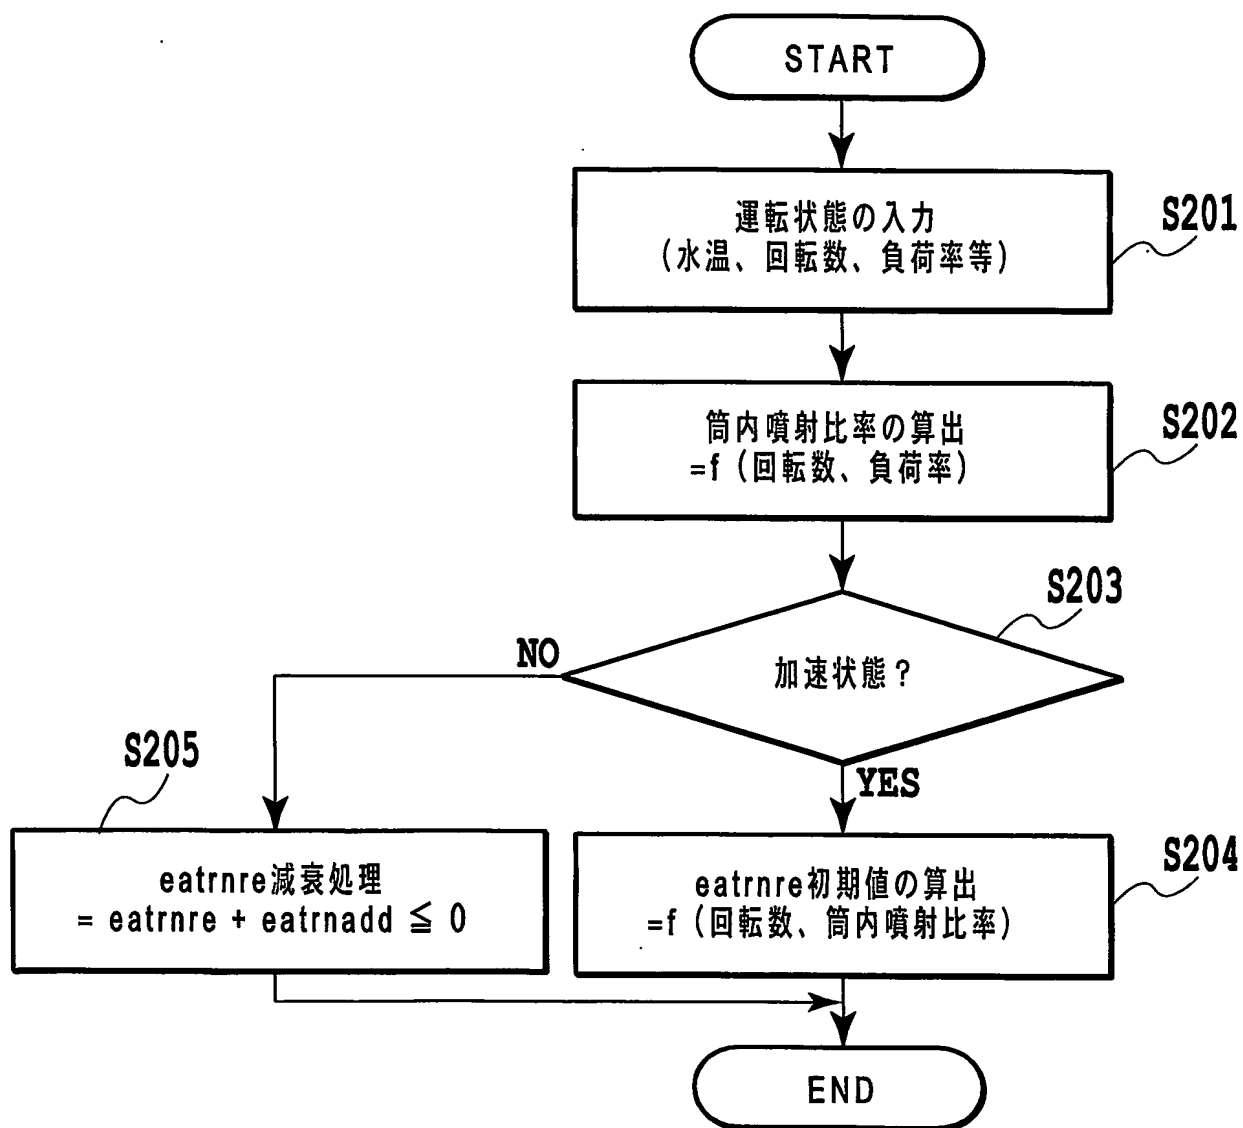 START
運転状態の入力
(水温、回転数、負荷率等)
S201
筒内噴射比率の算出
=f (回転数、負荷率)
S202
S203
加速状態?
NO
YES
S205
eatrnre減衰処理
= eatrnre + eatrnadd ≦ 0
eatrnre初期値の算出
=f (回転数、筒内噴射比率)
S204
END